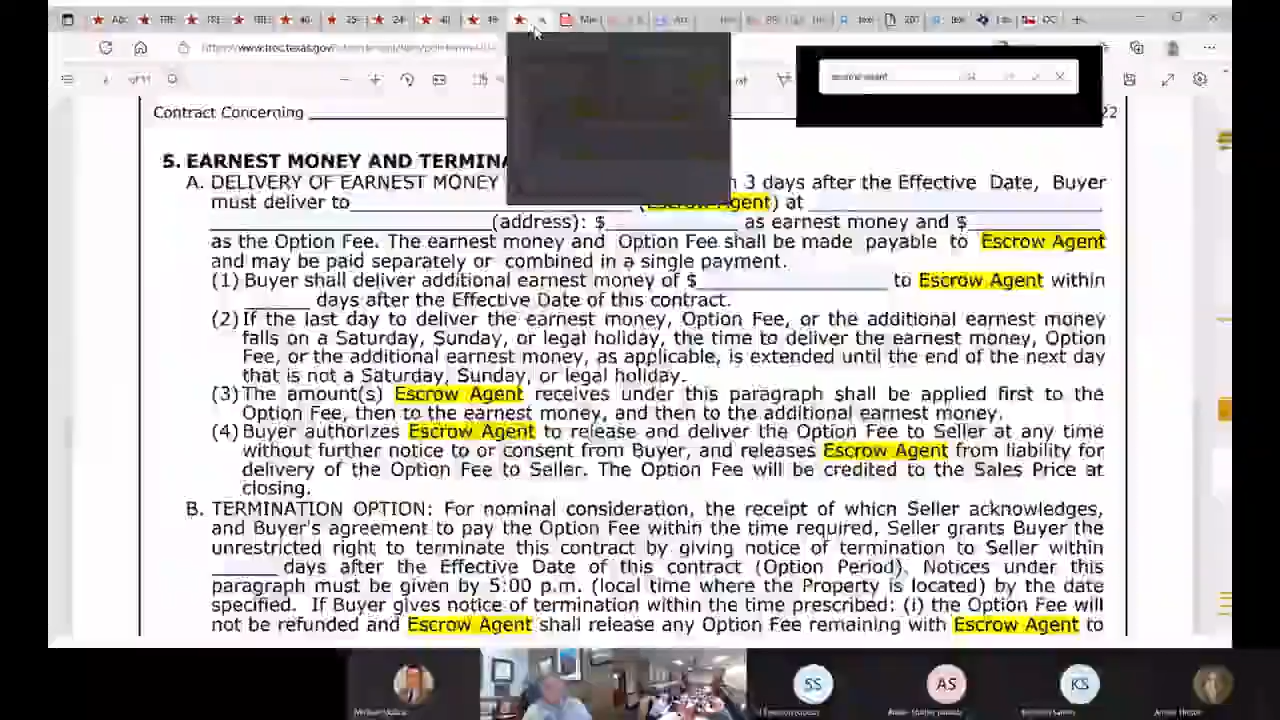 https://www.trec.texas.gov
of 11
escrow agent
Contract Concerning
22
5. EARNEST MONEY AND TERMINA
A. DELIVERY OF EARNEST MONEY
3 days after the Effective Date, Buyer
must deliver to (Escrow Agent) at
(address): $ as earnest money and $
as the Option Fee. The earnest money and Option Fee shall be made payable to Escrow Agent
and may be paid separately or combined in a single payment.
(1) Buyer shall deliver additional earnest money of $ to Escrow Agent within
days after the Effective Date of this contract.
(2) If the last day to deliver the earnest money, Option Fee, or the additional earnest money
falls on a Saturday, Sunday, or legal holiday, the time to deliver the earnest money, Option
Fee, or the additional earnest money, as applicable, is extended until the end of the next day
that is not a Saturday, Sunday, or legal holiday.
(3) The amount(s) Escrow Agent receives under this paragraph shall be applied first to the
Option Fee, then to the earnest money, and then to the additional earnest money.
(4) Buyer authorizes Escrow Agent to release and deliver the Option Fee to Seller at any time
without further notice to or consent from Buyer, and releases Escrow Agent from liability for
delivery of the Option Fee to Seller. The Option Fee will be credited to the Sales Price at
closing.
B. TERMINATION OPTION: For nominal consideration, the receipt of which Seller acknowledges,
and Buyer's agreement to pay the Option Fee within the time required, Seller grants Buyer the
unrestricted right to terminate this contract by giving notice of termination to Seller within
days after the Effective Date of this contract (Option Period). Notices under this
paragraph must be given by 5:00 p.m. (local time where the Property is located) by the date
specified. If Buyer gives notice of termination within the time prescribed: (i) the Option Fee will
not be refunded and Escrow Agent shall release any Option Fee remaining with Escrow Agent to
SS
AS
KS